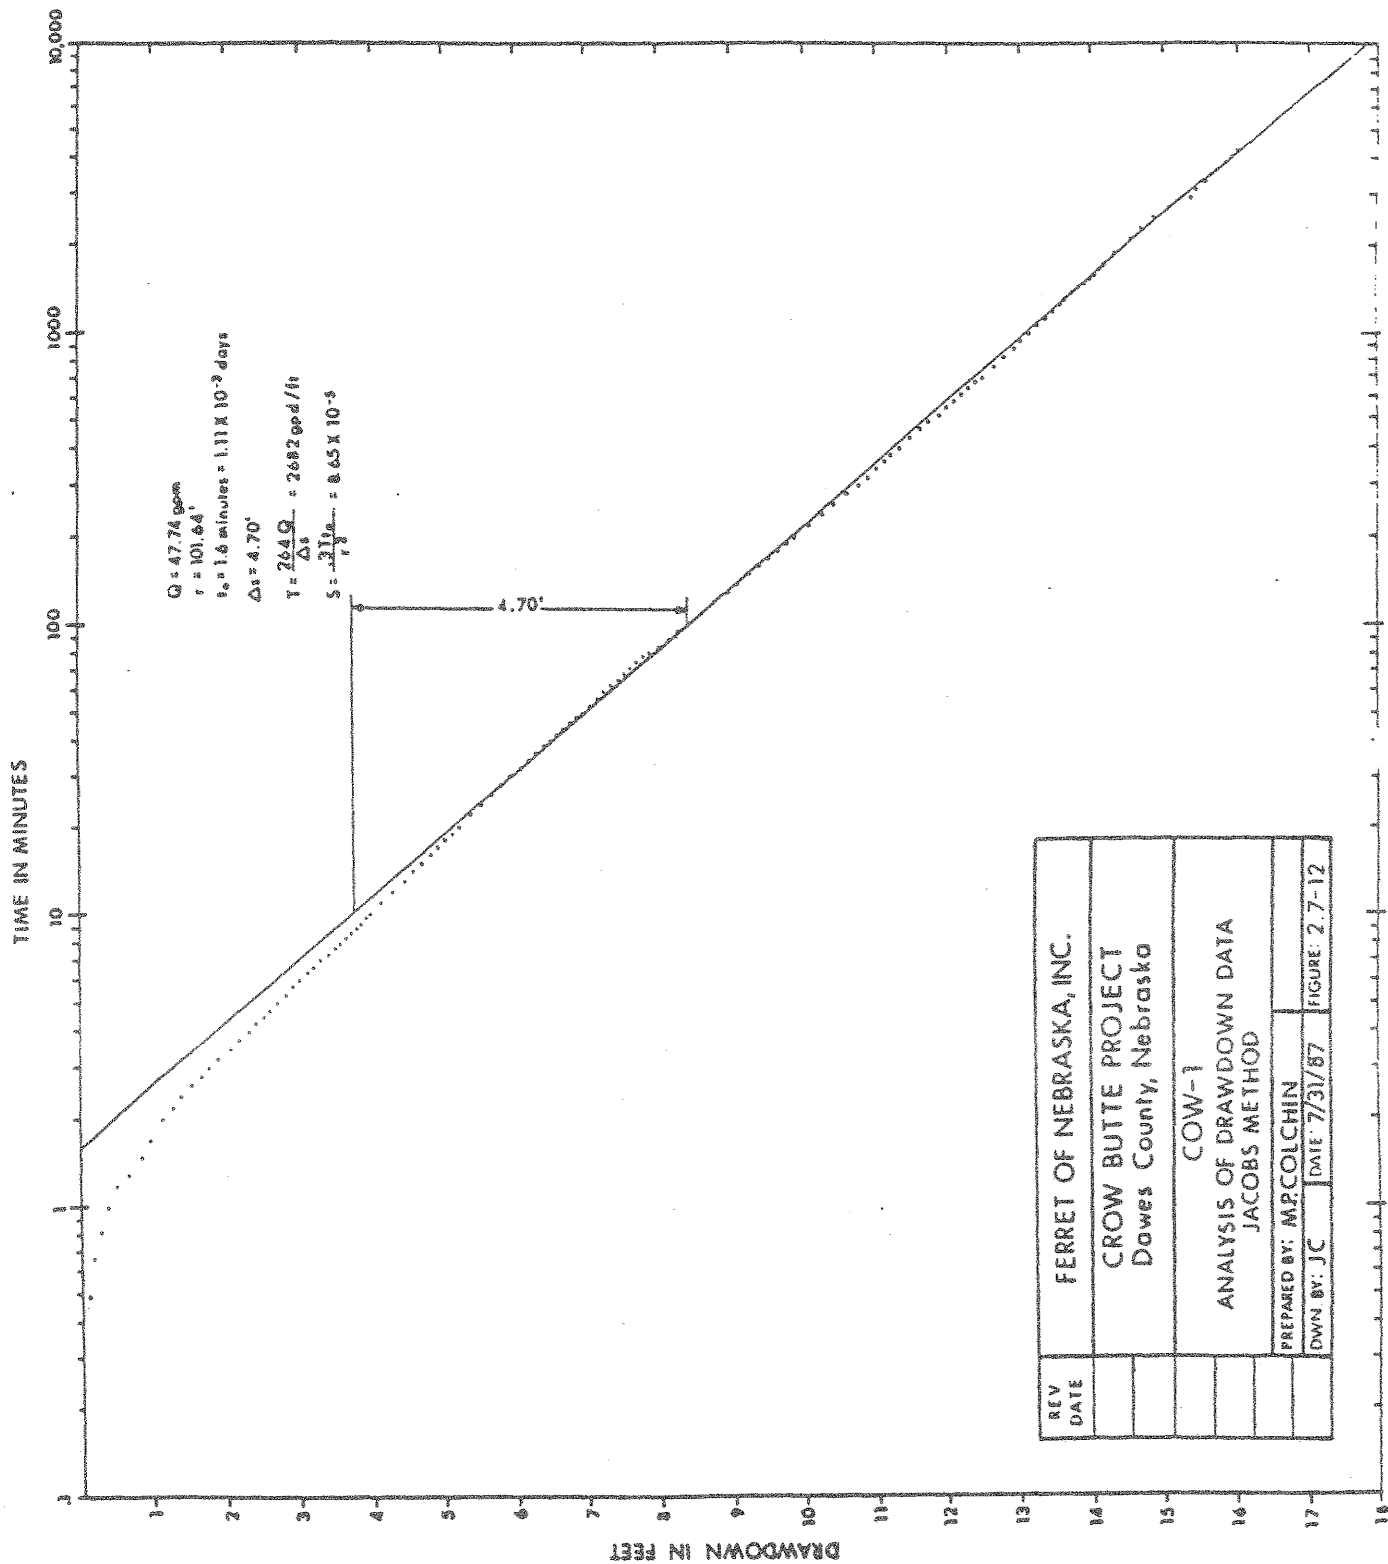 TIME IN MINUTES
.1
1
10
100
1000
10,000
DRAWDOWN IN FEET
1
2
3
4
5
6
7
8
9
10
11
12
13
14
15
16
17
18
Q = 47.74 gpm
r = 101.64'
t₀ = 1.6 minutes = 1.11 X 10⁻³ days
Δs = 4.70'
T = 264 Q / Δs = 2682 gpd/ft
S = .3Tt₀ / r² = 8.65 X 10⁻⁵
4.70'
REV DATE
FERRET OF NEBRASKA, INC.
CROW BUTTE PROJECT
Dawes County, Nebraska
COW-1
ANALYSIS OF DRAWDOWN DATA
JACOBS METHOD
PREPARED BY: M.P. COLCHIN
DWN. BY: JC
DATE: 7/31/87
FIGURE: 2.7-12